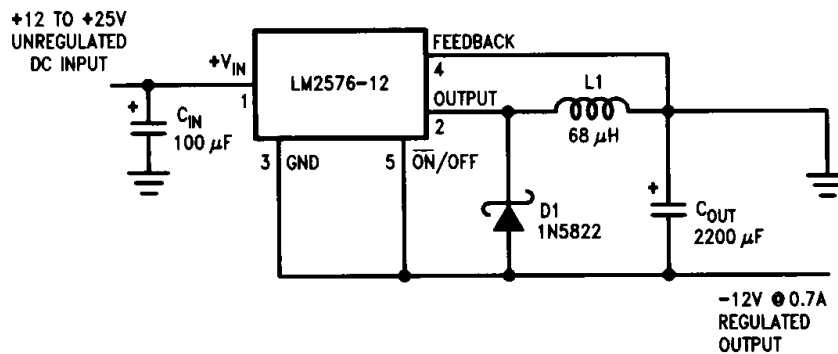 +12 TO +25V
UNREGULATED
DC INPUT
+V_IN
1
LM2576-12
FEEDBACK
4
OUTPUT
2
L1
68 μH
+
C_IN
100 μF
3
GND
5
O̅N̅/OFF
D1
1N5822
+
C_OUT
2200 μF
-12V @ 0.7A
REGULATED
OUTPUT